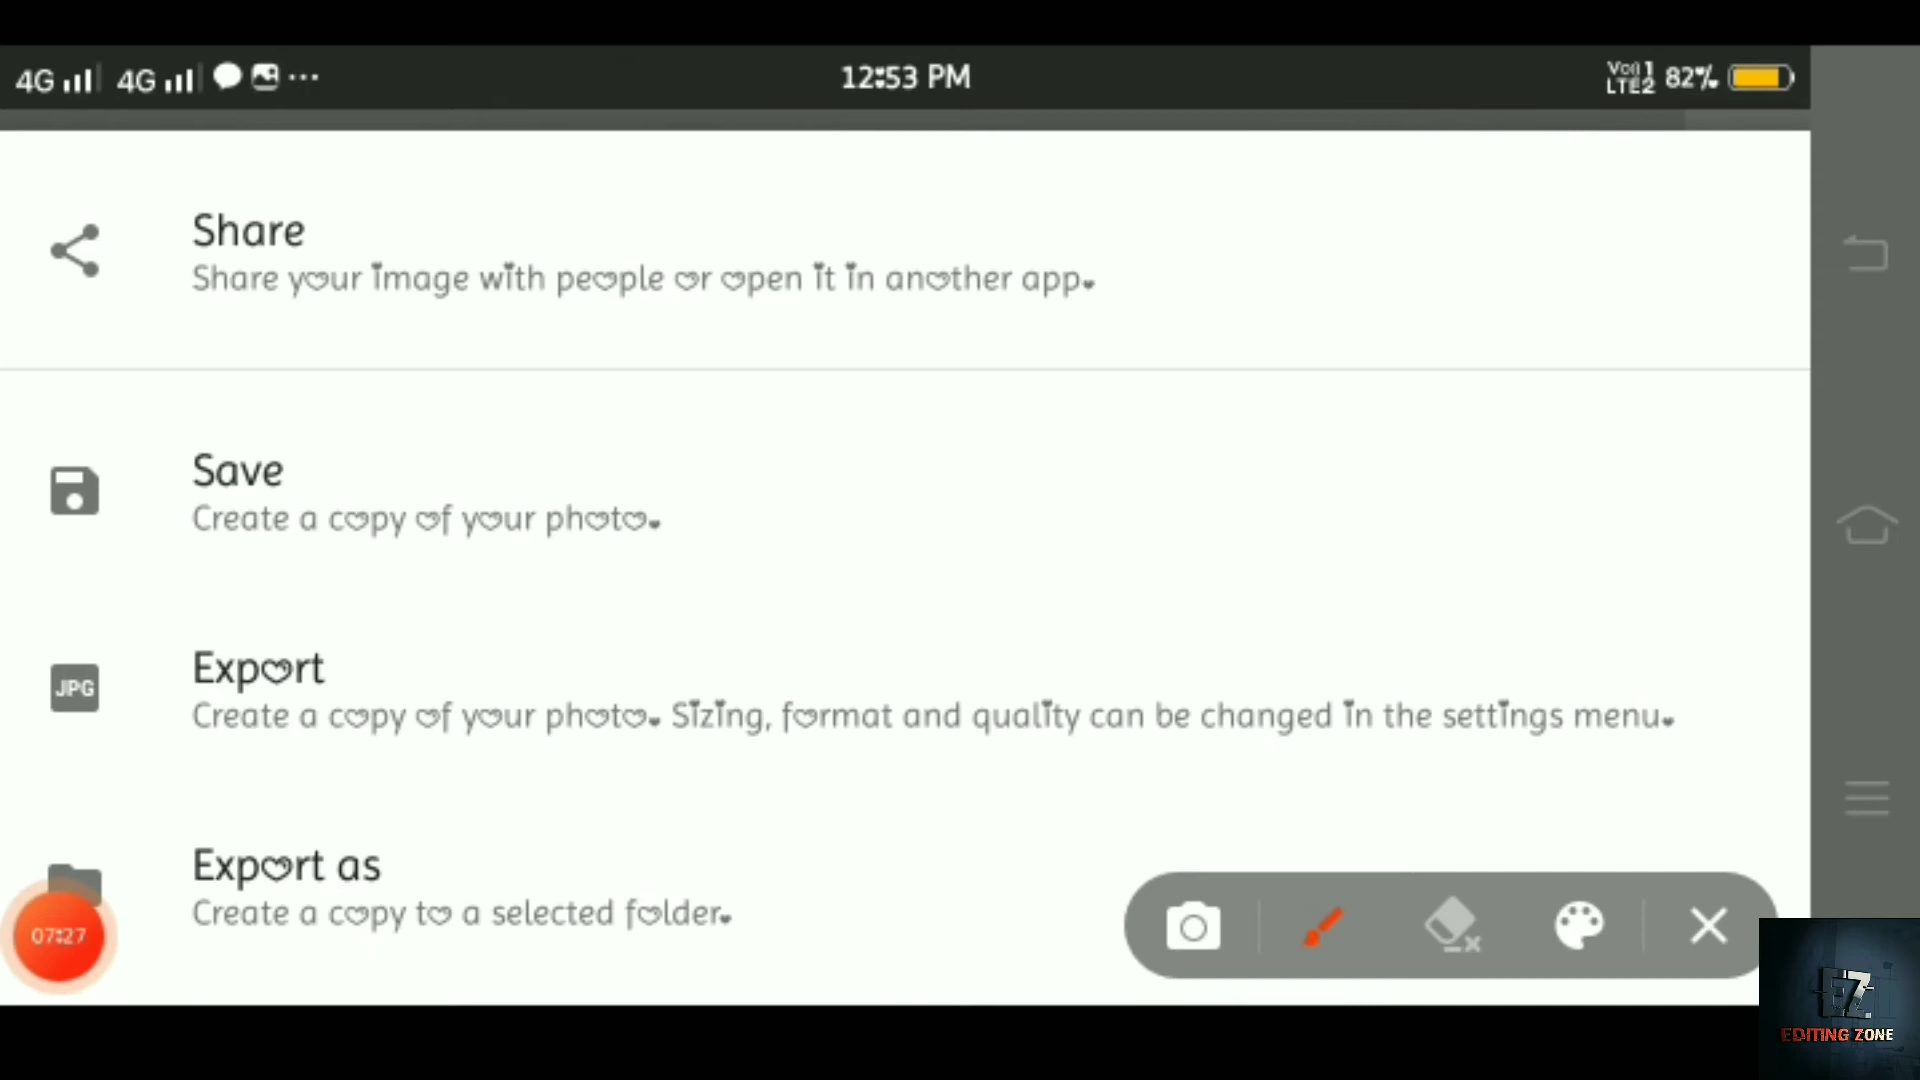 4G 4G ... 12:53 PM Vo)) 1 LTE2 82%
Share
Share your image with people or open it in another app.
Save
Create a copy of your photo.
JPG
Export
Create a copy of your photo. Sizing, format and quality can be changed in the settings menu.
Export as
Create a copy to a selected folder.
07:27
EZ
EDITING ZONE